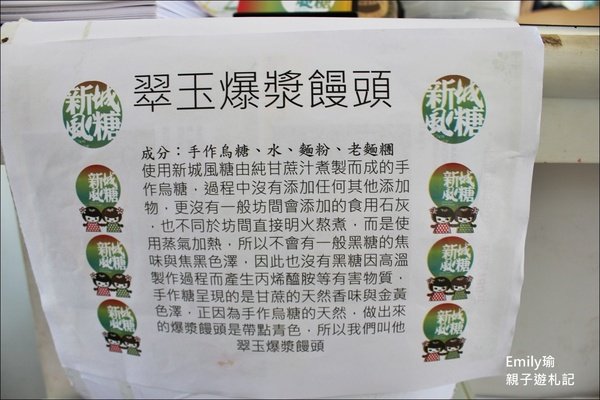 翠玉爆漿饅頭
新城
風糖
新城
風糖
成分：手作烏糖、水、麵粉、老麵糰
使用新城風糖由純甘蔗汁煮製而成的手
作烏糖，過程中沒有添加任何其他添加
物，更沒有一般坊間會添加的食用石灰
，也不同於坊間直接明火熬煮，而是使
用蒸氣加熱，所以不會有一般黑糖的焦
味與焦黑色澤，因此也沒有黑糖因高溫
製作過程而產生丙烯醯胺等有害物質，
手作糖呈現的是甘蔗的天然香味與金黃
色澤，正因為手作烏糖的天然，做出來
的爆漿饅頭是帶點青色，所以我們叫他
翠玉爆漿饅頭
新城
風糖
新城
風糖
新城
風糖
新城
風糖
新城
風糖
新城
風糖
Emily瑜
親子遊札記